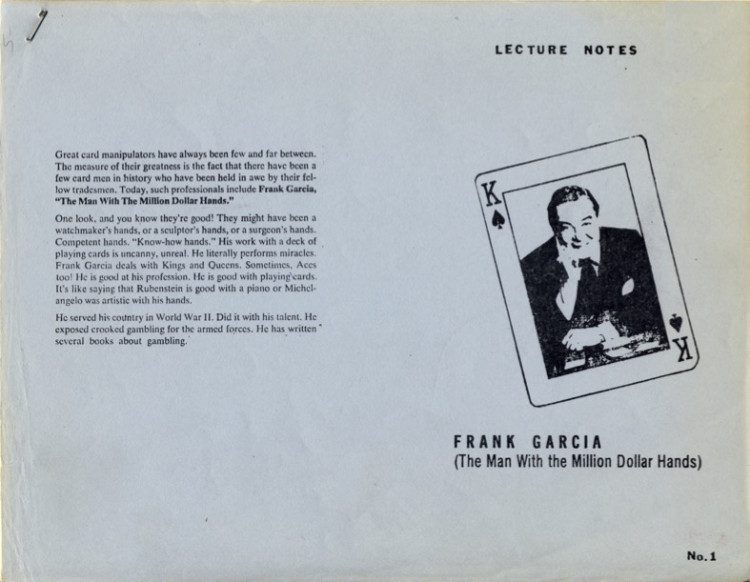 Great card manipulators have always been few and far between.
The measure of their greatness is the fact that there have been a
few card men in history who have been held in awe by their fel-
low tradesmen. Today, such professionals include Frank Garcia,
"The Man With The Million Dollar Hands."
One look, and you know they're good! They might have been a
watchmaker's hands, or a sculptor's hands, or a surgeon's hands.
Competent hands. "Know-how hands." His work with a deck of
playing cards is uncanny, unreal. He literally performs miracles.
Frank Garcia deals with Kings and Queens. Sometimes, Aces
too! He is good at his profession. He is good with playing cards.
It's like saying that Rubenstein is good with a piano or Michel-
angelo was artistic with his hands.
He served his country in World War II. Did it with his talent. He
exposed crooked gambling for the armed forces. He has written
several books about gambling.
LECTURE NOTES
K
K
FRANK GARCIA
(The Man With the Million Dollar Hands)
No. 1